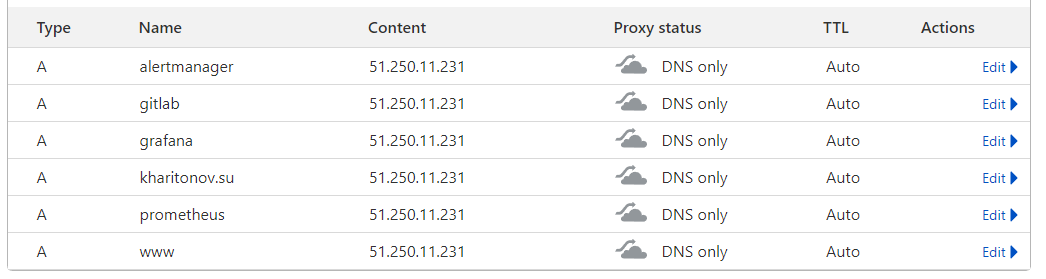 Type Name Content Proxy status TTL Actions
A alertmanager 51.250.11.231 DNS only Auto Edit
A gitlab 51.250.11.231 DNS only Auto Edit
A grafana 51.250.11.231 DNS only Auto Edit
A kharitonov.su 51.250.11.231 DNS only Auto Edit
A prometheus 51.250.11.231 DNS only Auto Edit
A www 51.250.11.231 DNS only Auto Edit